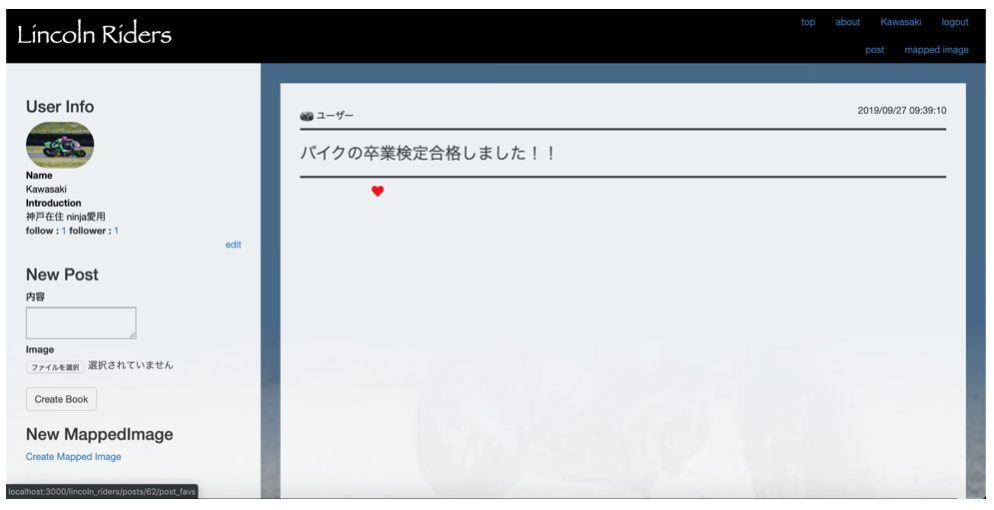 Lincoln Riders
top about Kawasaki logout
post mapped image
User Info
Name
Kawasaki
Introduction
神戸在住 ninja愛用
follow : 1 follower : 1
edit
New Post
内容
Image
ファイルを選択 選択されていません
Create Book
New MappedImage
Create Mapped Image
localhost:3000/lincoln_riders/posts/62/post_favs
ユーザー
2019/09/27 09:39:10
バイクの卒業検定合格しました！！